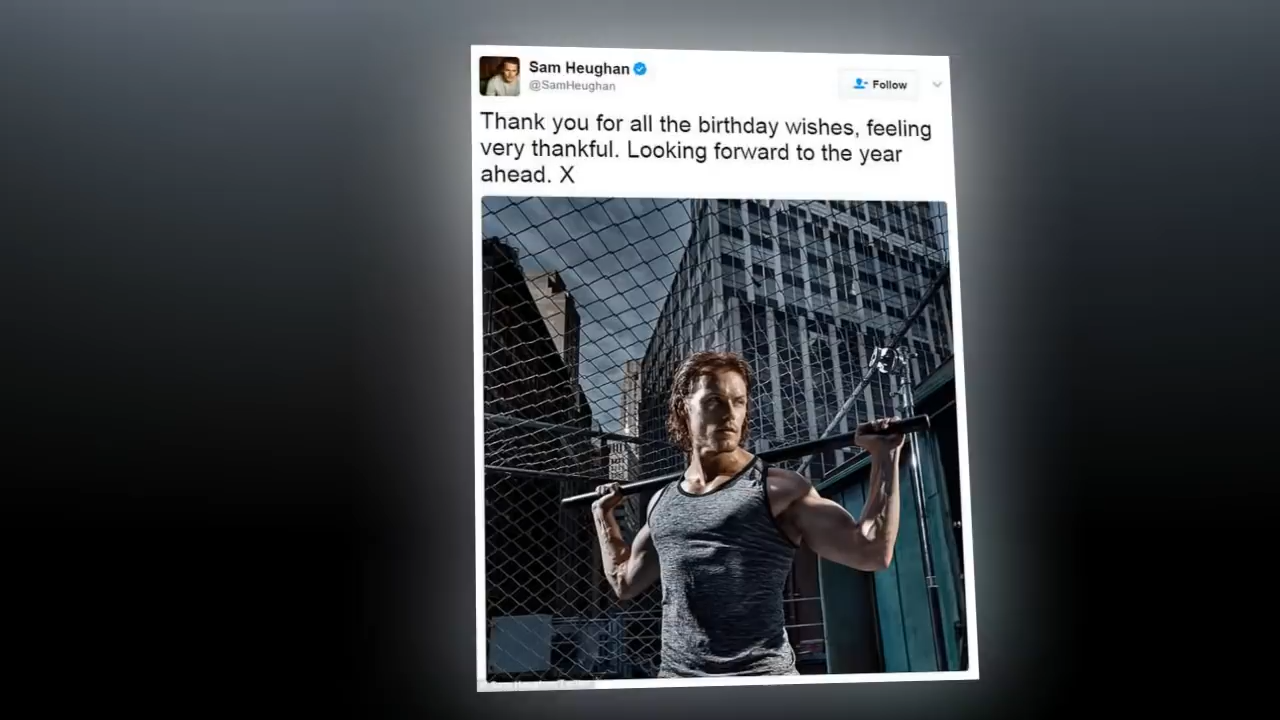 Sam Heughan
@SamHeughan
Follow
Thank you for all the birthday wishes, feeling
very thankful. Looking forward to the year
ahead. X